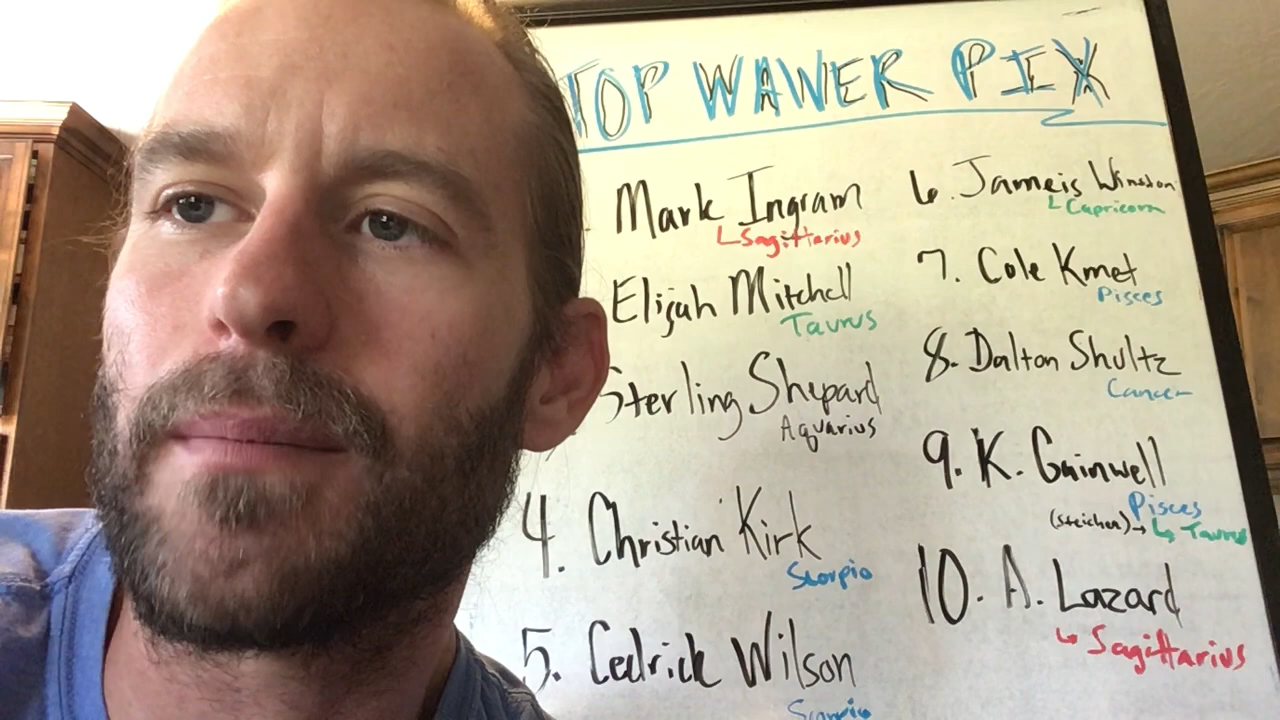 TOP WAWER PIX
Mark Ingram
Sagittarius
Elijah Mitchell
Taurus
Sterling Shepard
Aquarius
4. Christian Kirk
Scorpio
5. Cedrick Wilson
Scorpio
6. Jameis Winston
Capricorn
7. Cole Kmet
Pisces
8. Dalton Shultz
Cancer
9. K. Gainwell
Pisces
(Steichen) → Taurus
10. A. Lazard
Sagittarius